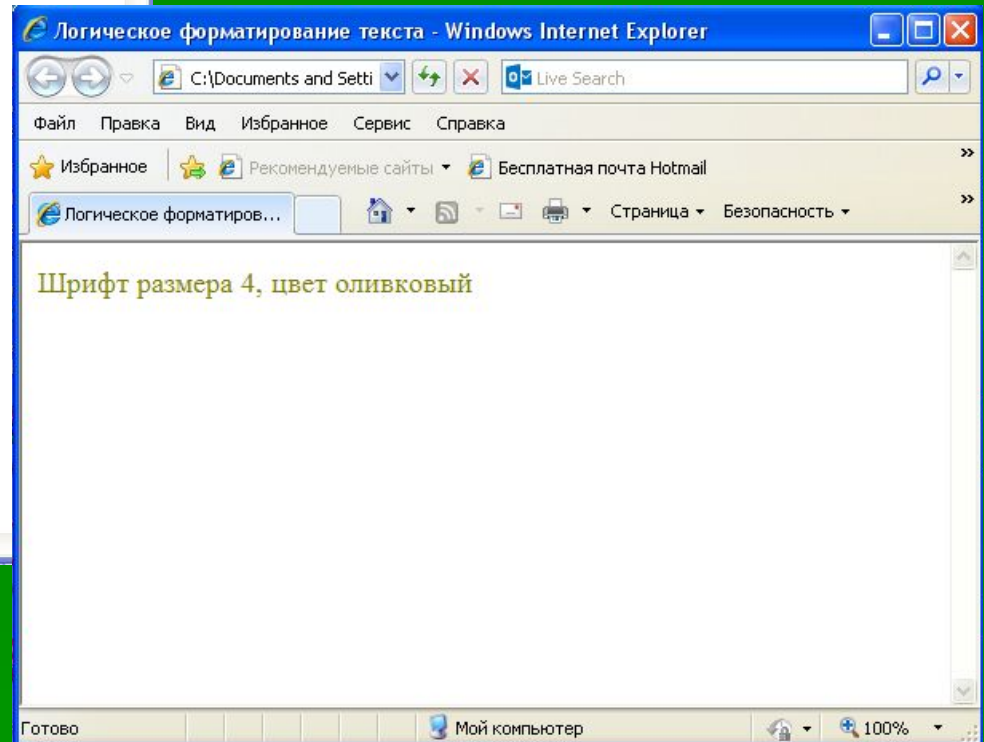 Логическое форматирование текста - Windows Internet Explorer
C:\Documents and Setti
Live Search
Файл Правка Вид Избранное Сервис Справка
Избранное Рекомендуемые сайты Бесплатная почта Hotmail
Логическое форматиров... Страница Безопасность
Шрифт размера 4, цвет оливковый
Готово Мой компьютер 100%